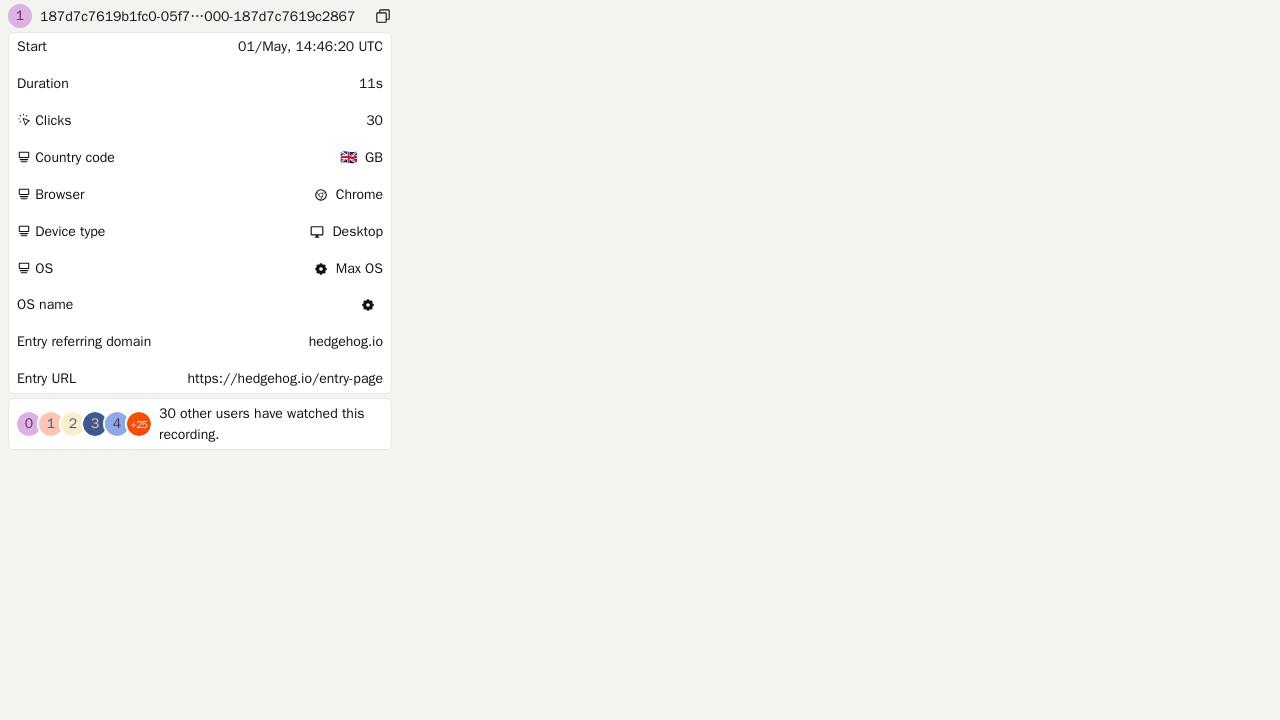 1 187d7c7619b1fc0-05f7⋯000-187d7c7619c2867
Start 01/May, 14:46:20 UTC
Duration 11s
Clicks 30
Country code GB
Browser Chrome
Device type Desktop
OS Max OS
OS name
Entry referring domain hedgehog.io
Entry URL https://hedgehog.io/entry-page
0 1 2 3 4 +25 30 other users have watched this
recording.